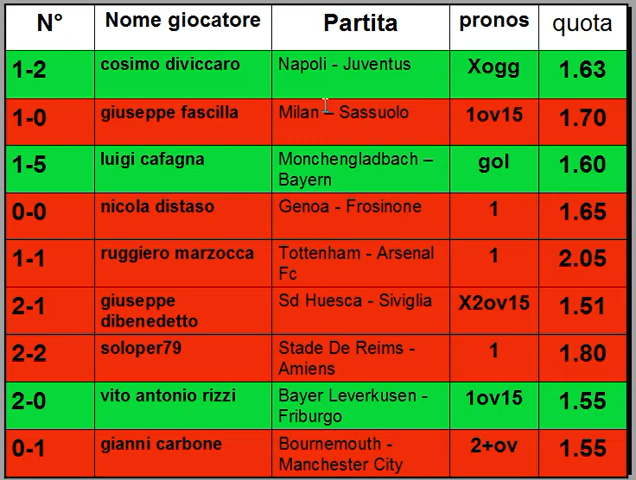 N° Nome giocatore Partita pronos quota
1-2 cosimo diviccaro Napoli - Juventus Xogg 1.63
1-0 giuseppe fascilla Milan – Sassuolo 1ov15 1.70
1-5 luigi cafagna Monchengladbach – gol 1.60
Bayern
0-0 nicola distaso Genoa - Frosinone 1 1.65
1-1 ruggiero marzocca Tottenham - Arsenal 1 2.05
Fc
2-1 giuseppe Sd Huesca - Siviglia X2ov15 1.51
dibenedetto
2-2 soloper79 Stade De Reims - 1 1.80
Amiens
2-0 vito antonio rizzi Bayer Leverkusen - 1ov15 1.55
Friburgo
0-1 gianni carbone Bournemouth - 2+ov 1.55
Manchester City